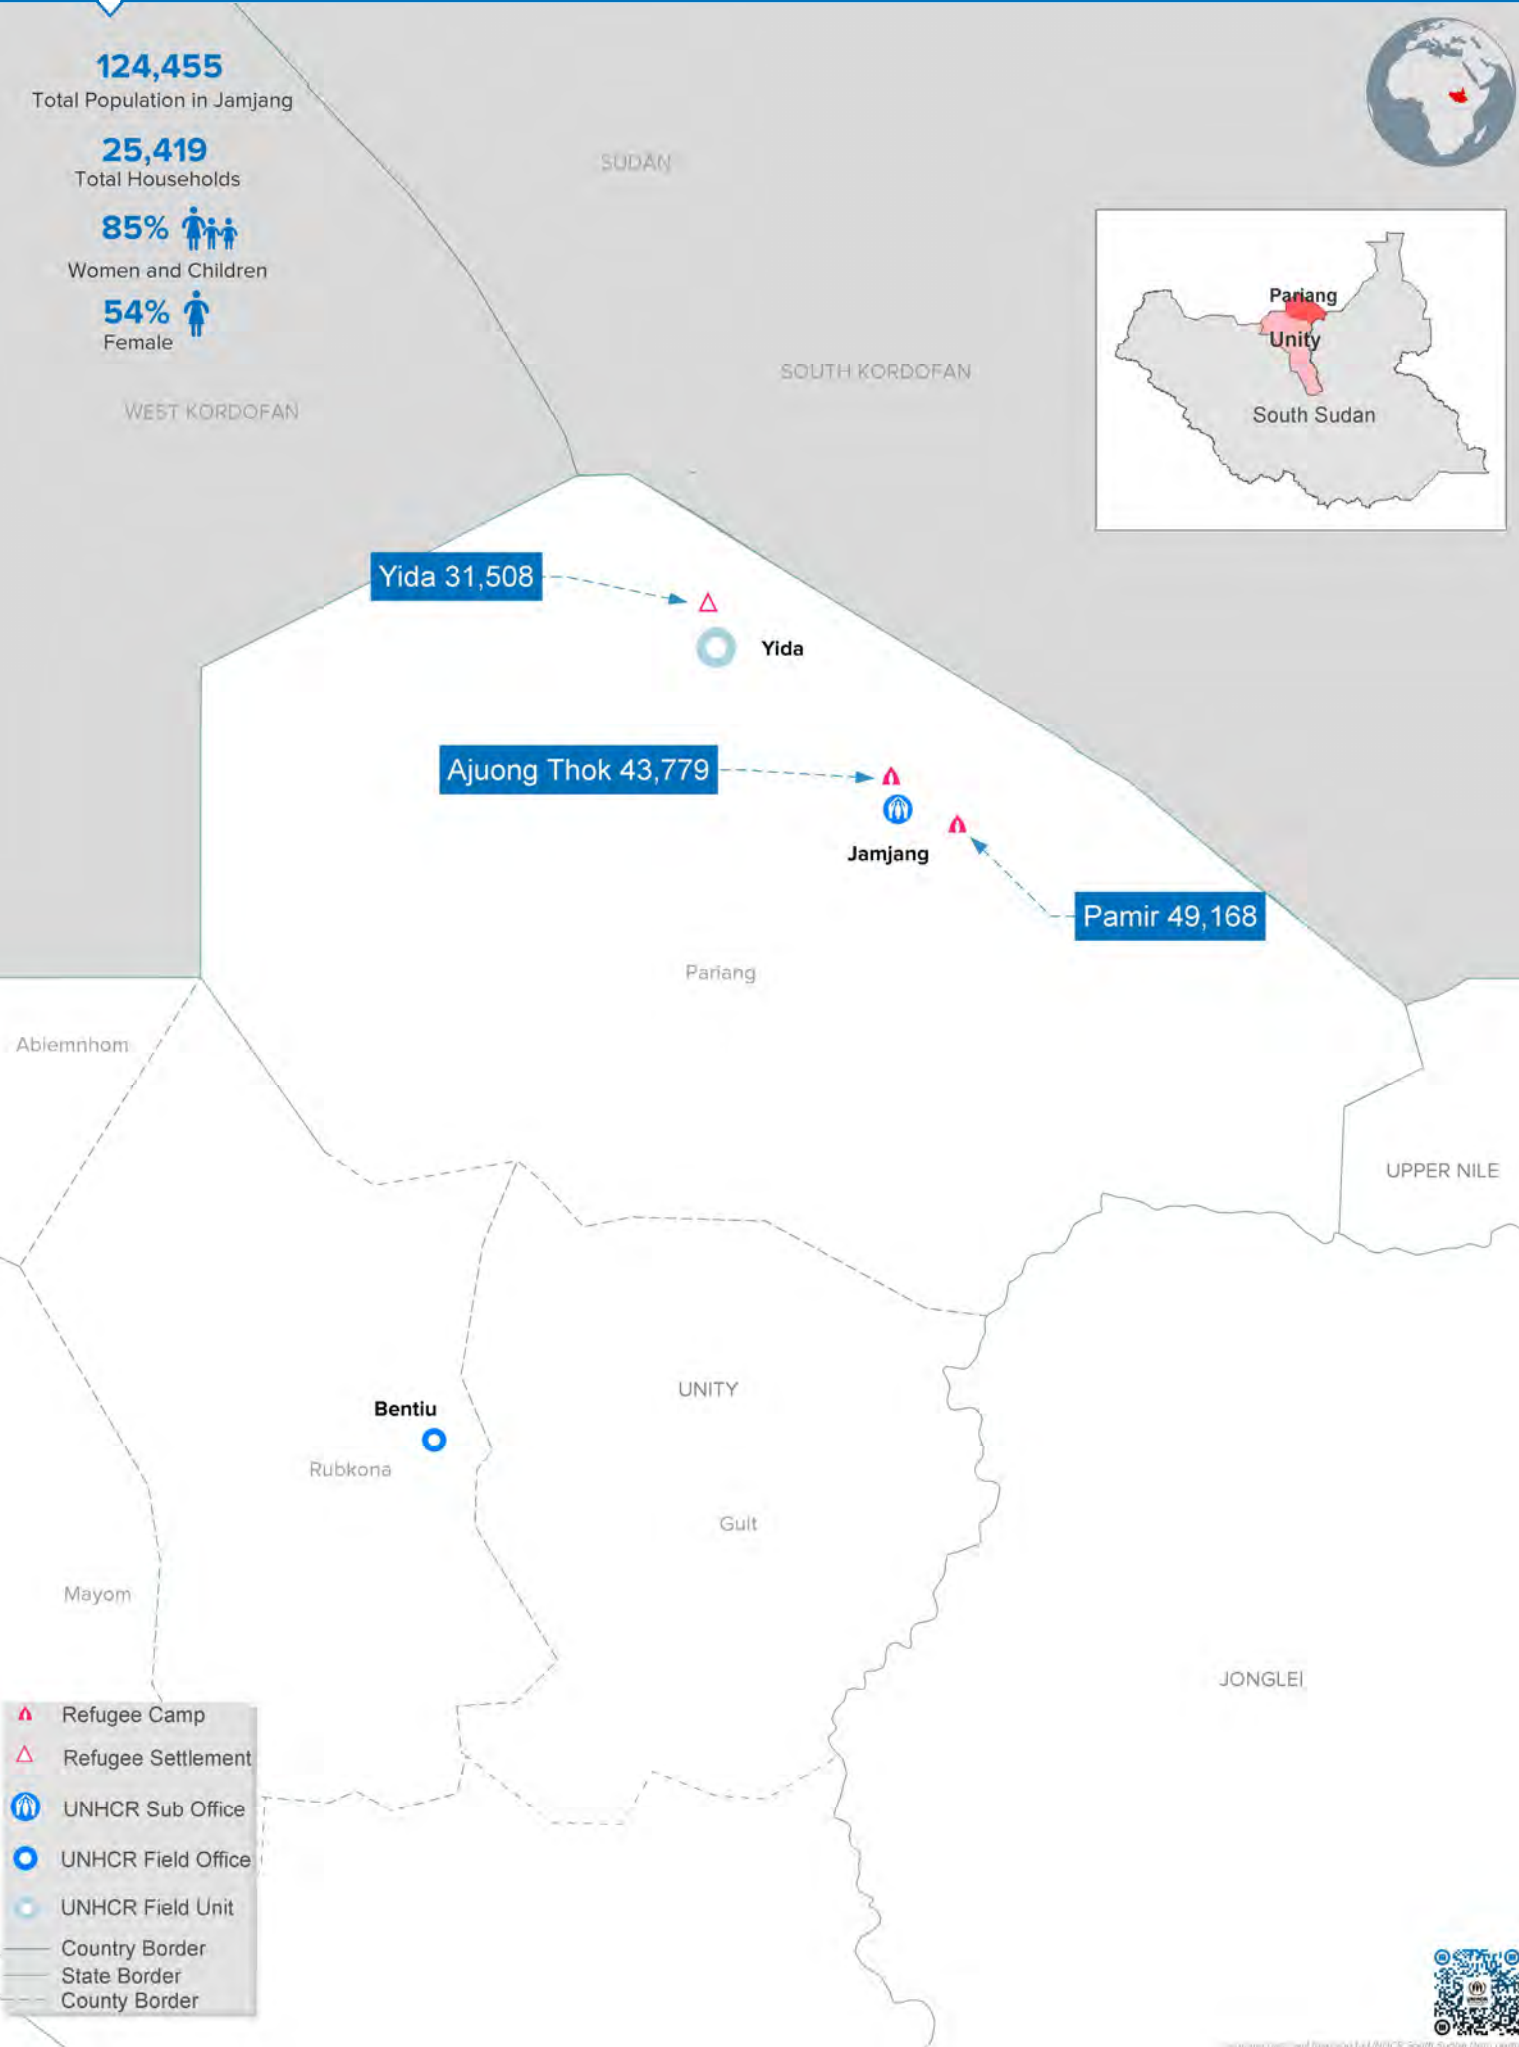 124,455
Total Population in Jamjang
25,419
Total Households
85%
Women and Children
54%
Female
SUDAN
WEST KORDOFAN
SOUTH KORDOFAN
Pariang
Unity
South Sudan
Yida 31,508
Yida
Ajuong Thok 43,779
Jamjang
Pamir 49,168
Pariang
Abiemnhom
UPPER NILE
UNITY
Bentiu
Rubkona
Guit
Mayom
JONGLEI
Refugee Camp
Refugee Settlement
UNHCR Sub Office
UNHCR Field Office
UNHCR Field Unit
Country Border
State Border
County Border
UNHCR